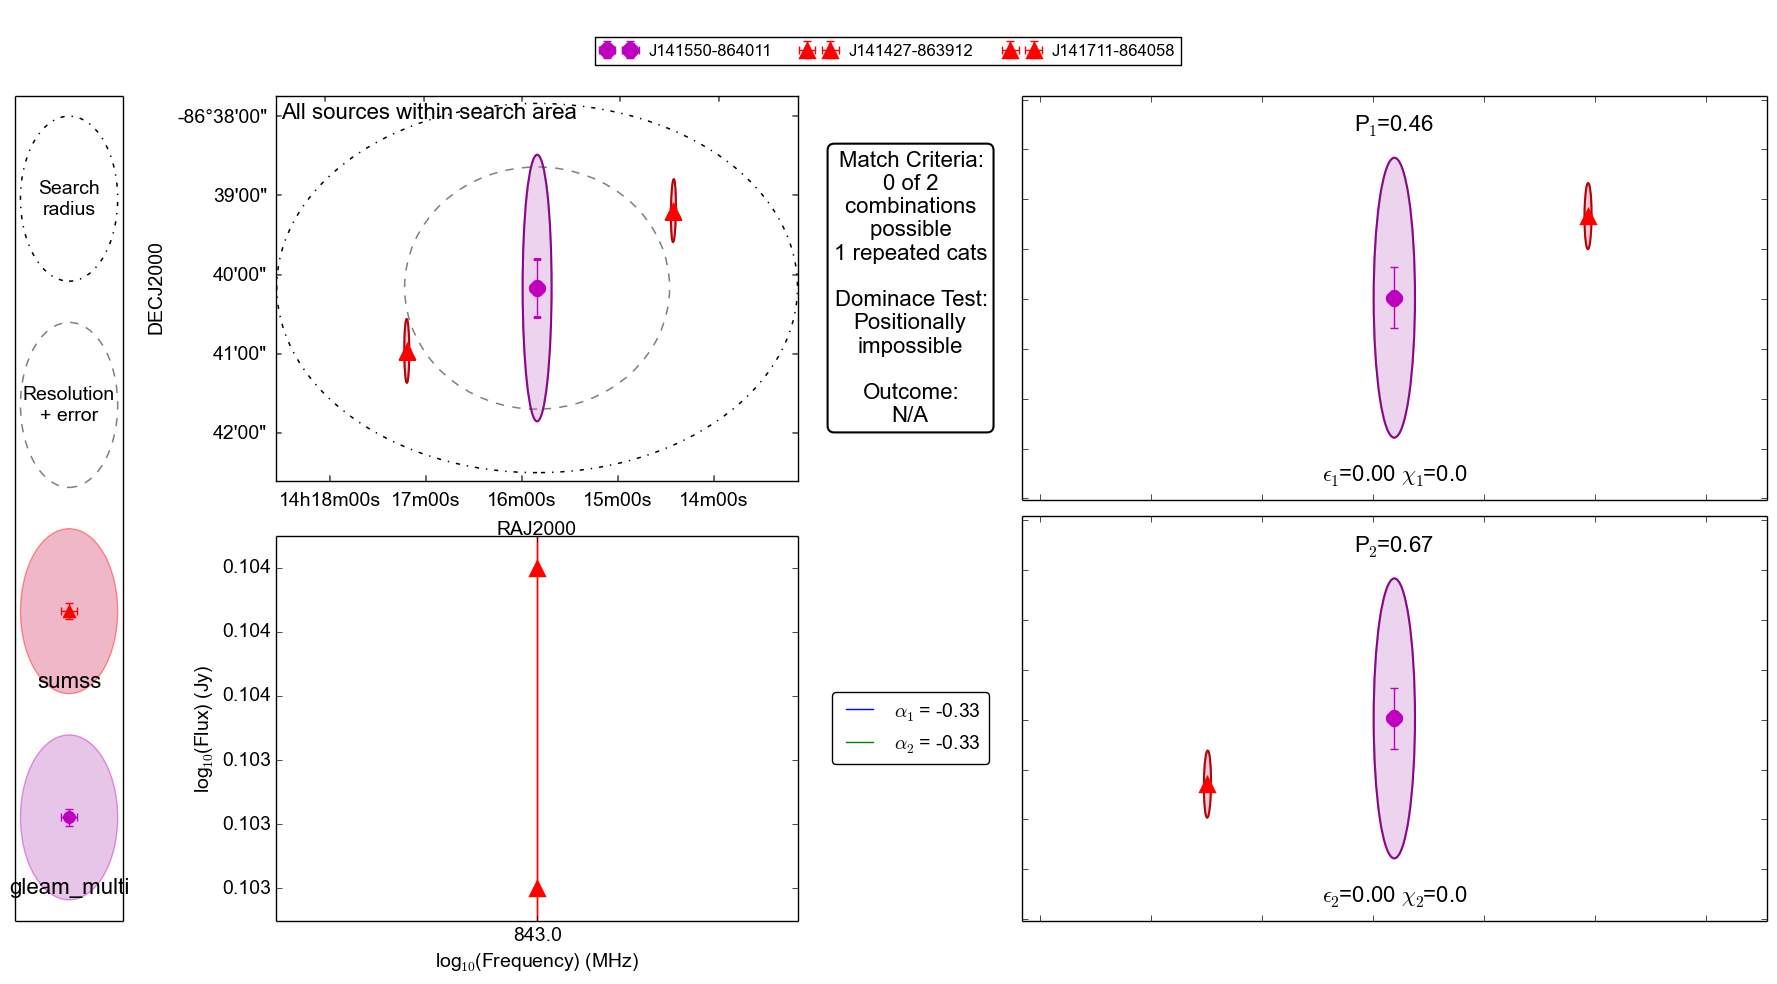 J141550-864011
J141427-863912
J141711-864058
Search
radius
Resolution
+ error
sumss
gleam_multi
All sources within search area
DECJ2000
-86°38'00"
39'00"
40'00"
41'00"
42'00"
14h18m00s
17m00s
16m00s
15m00s
14m00s
RAJ2000
log10(Flux) (Jy)
0.104
0.104
0.104
0.103
0.103
0.103
843.0
log10(Frequency) (MHz)
Match Criteria:
0 of 2
combinations
possible
1 repeated cats
Dominace Test:
Positionally
impossible
Outcome:
N/A
α1 = -0.33
α2 = -0.33
P1=0.46
ϵ1=0.00 χ1=0.0
P2=0.67
ϵ2=0.00 χ2=0.0